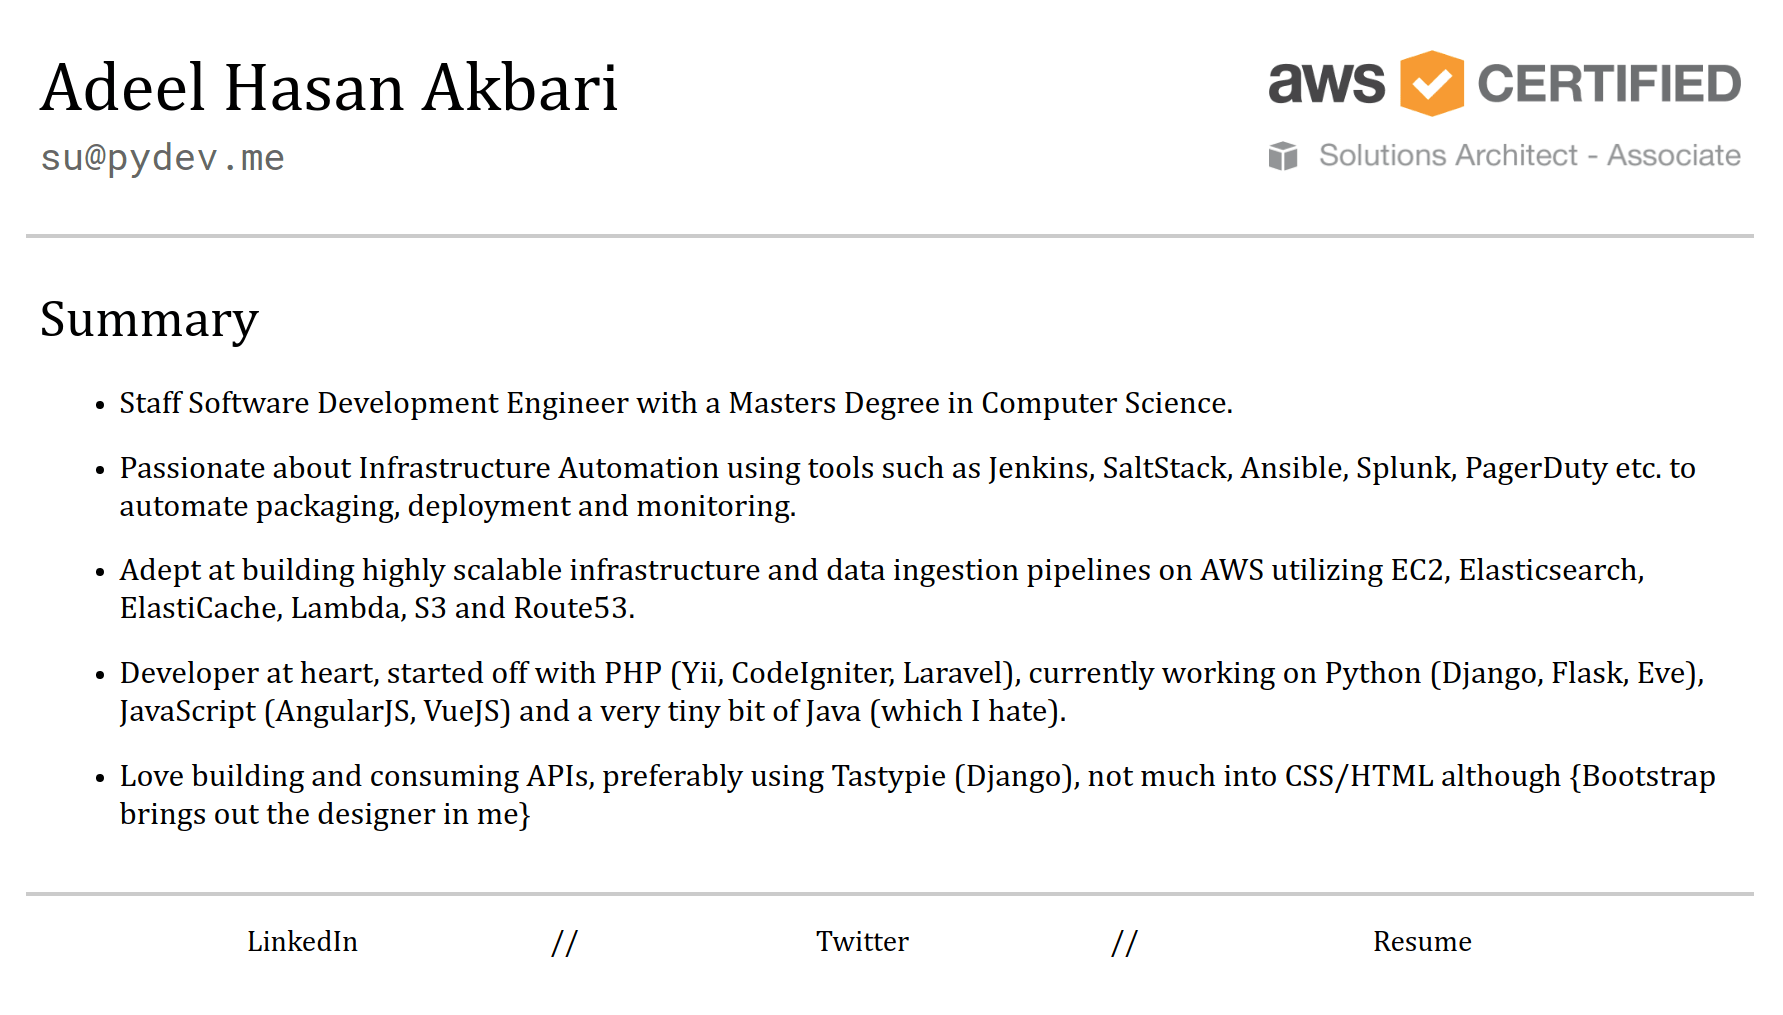 Adeel Hasan Akbari
su@pydev.me
aws CERTIFIED
Solutions Architect - Associate
Summary
• Staff Software Development Engineer with a Masters Degree in Computer Science.
• Passionate about Infrastructure Automation using tools such as Jenkins, SaltStack, Ansible, Splunk, PagerDuty etc. to
automate packaging, deployment and monitoring.
• Adept at building highly scalable infrastructure and data ingestion pipelines on AWS utilizing EC2, Elasticsearch,
ElastiCache, Lambda, S3 and Route53.
• Developer at heart, started off with PHP (Yii, CodeIgniter, Laravel), currently working on Python (Django, Flask, Eve),
JavaScript (AngularJS, VueJS) and a very tiny bit of Java (which I hate).
• Love building and consuming APIs, preferably using Tastypie (Django), not much into CSS/HTML although {Bootstrap
brings out the designer in me}
LinkedIn // Twitter // Resume